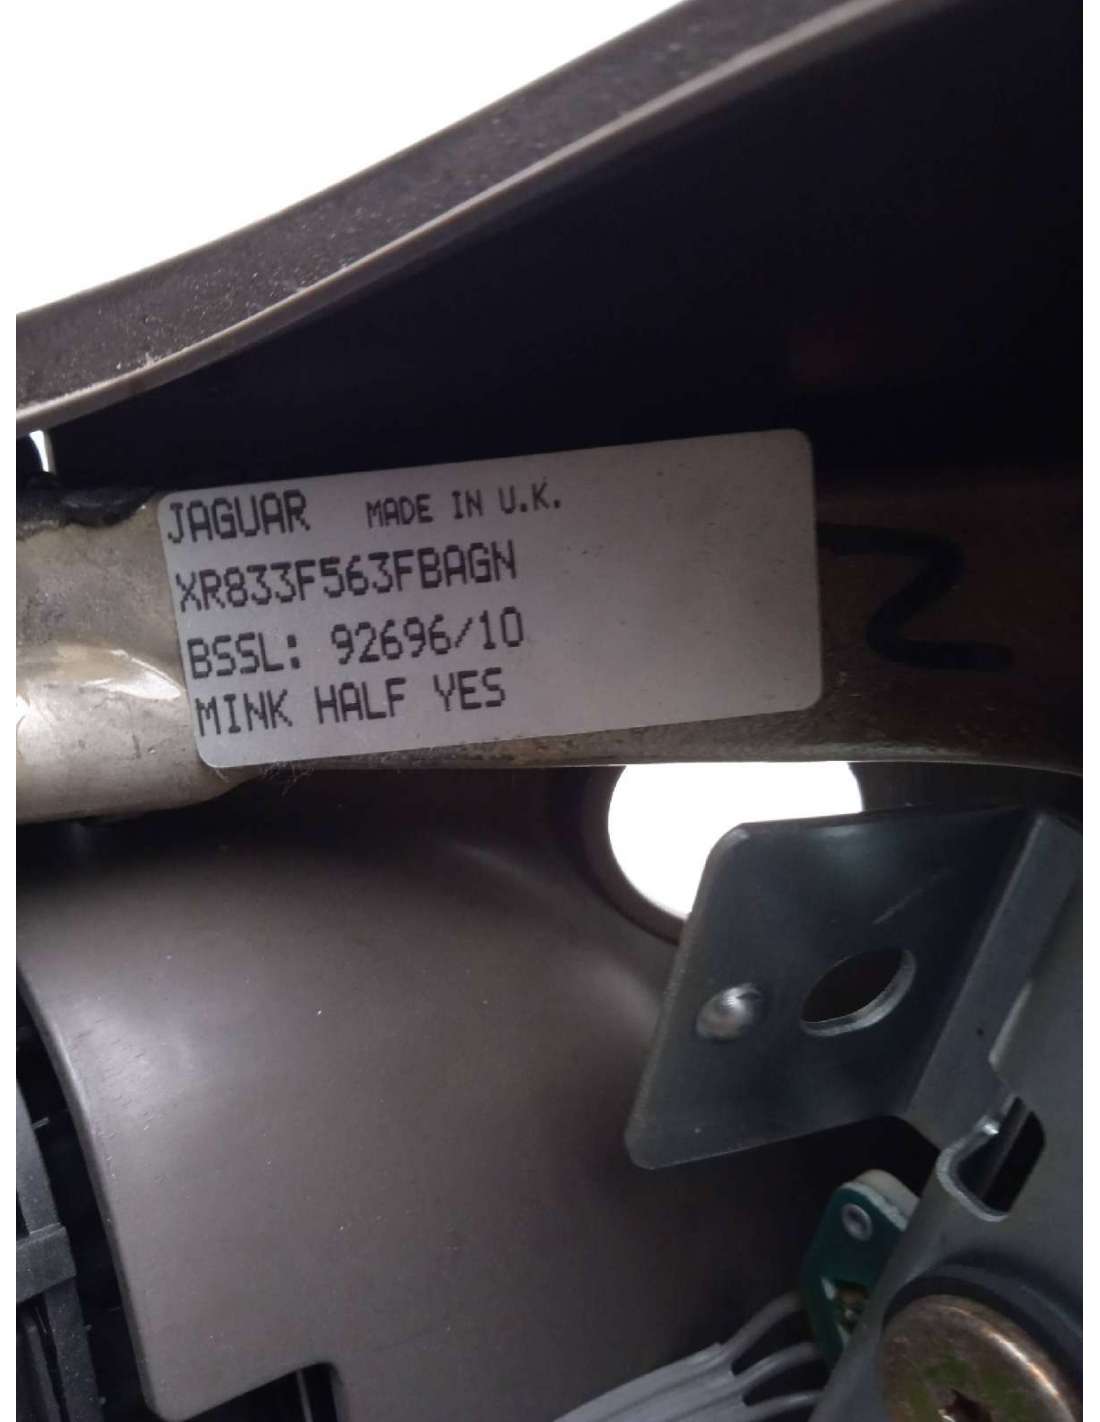 JAGUAR MADE IN U.K.
XR833F563FBAGN
BSSL: 92696/10
MINK HALF YES